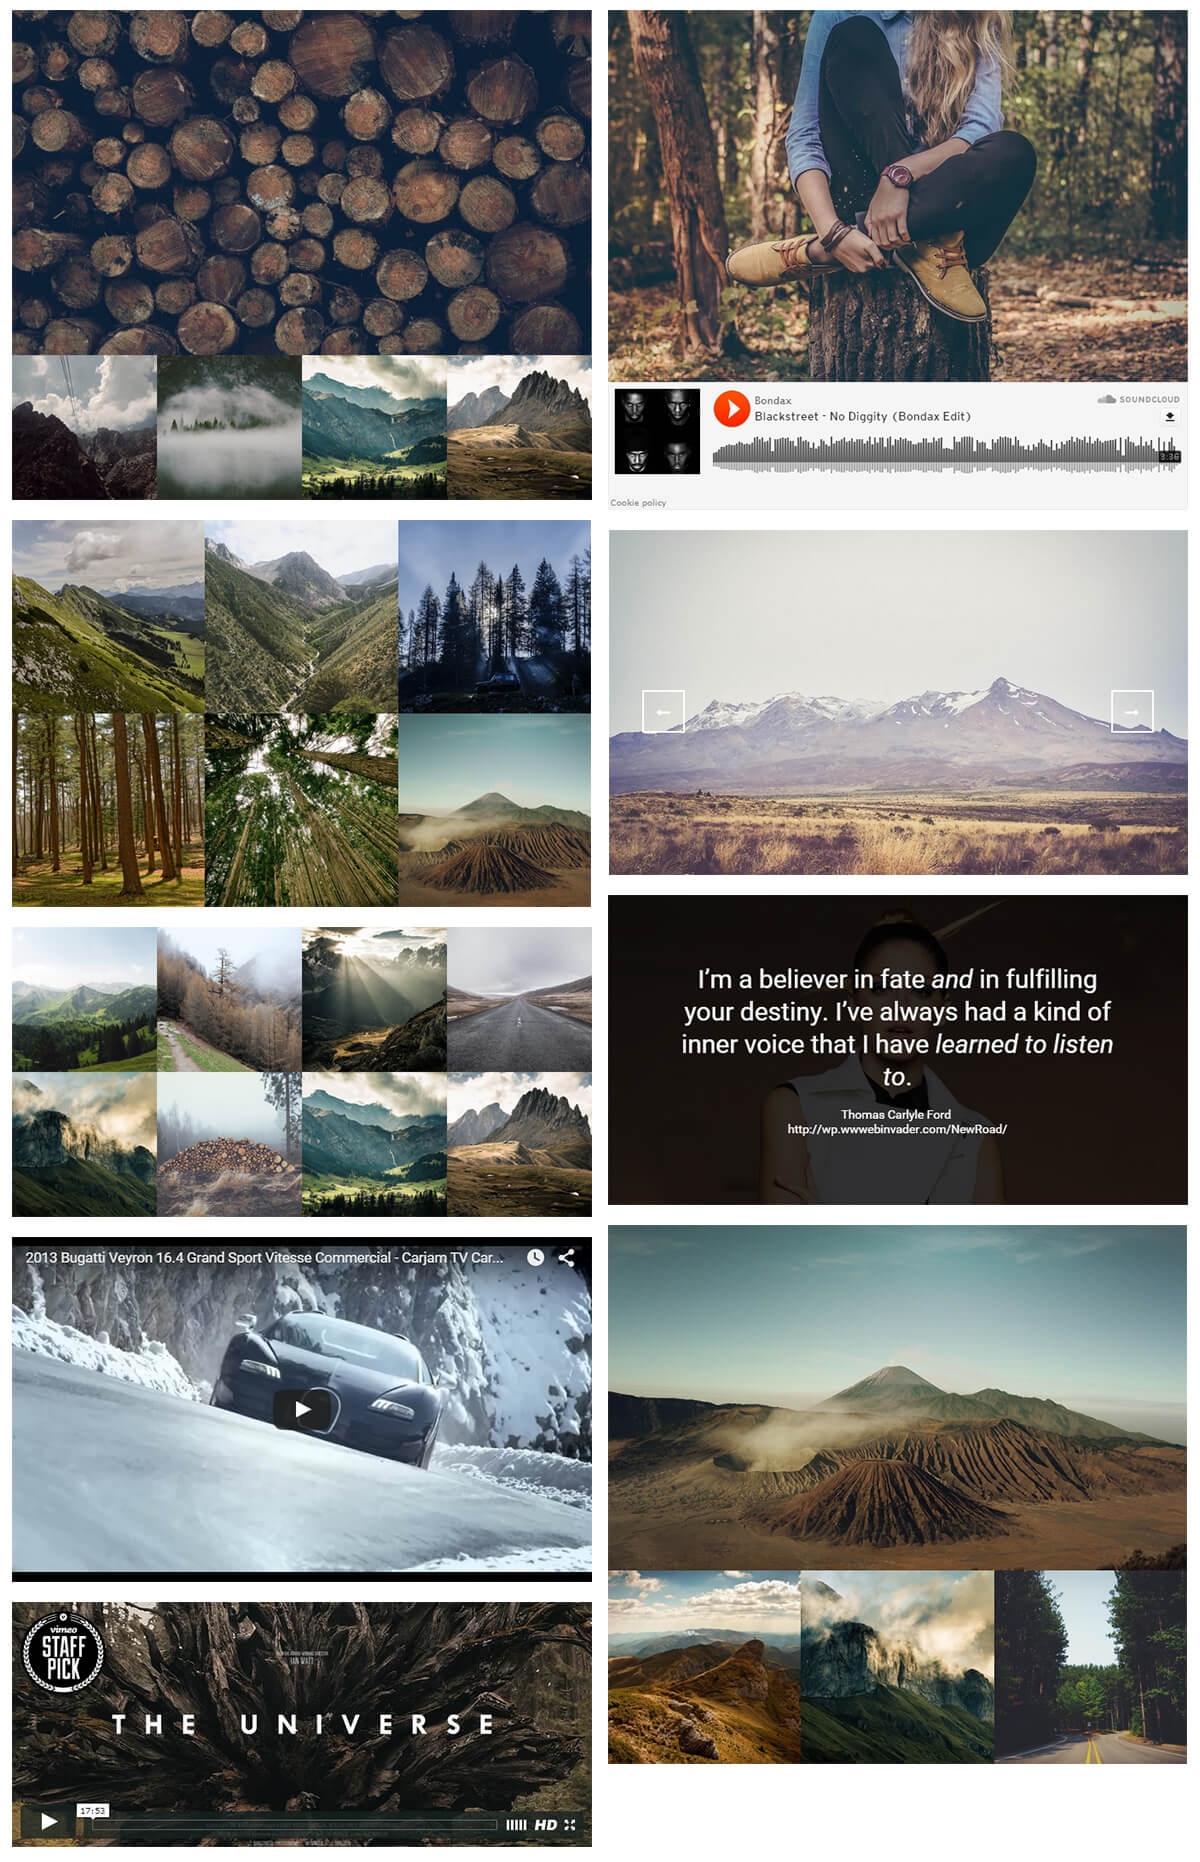 Bondax
SOUNDCLOUD
Blackstreet - No Diggity (Bondax Edit)
3:36
Cookie policy
I'm a believer in fate and in fulfilling
your destiny. I've always had a kind of
inner voice that I have learned to listen
to.
Thomas Carlyle Ford
http://wp.wwwebinvader.com/NewRoad/
2013 Bugatti Veyron 16.4 Grand Sport Vitesse Commercial - Carjam TV Car...
vimeo
STAFF
PICK
IAN WATT
THE UNIVERSE
17:53
HD